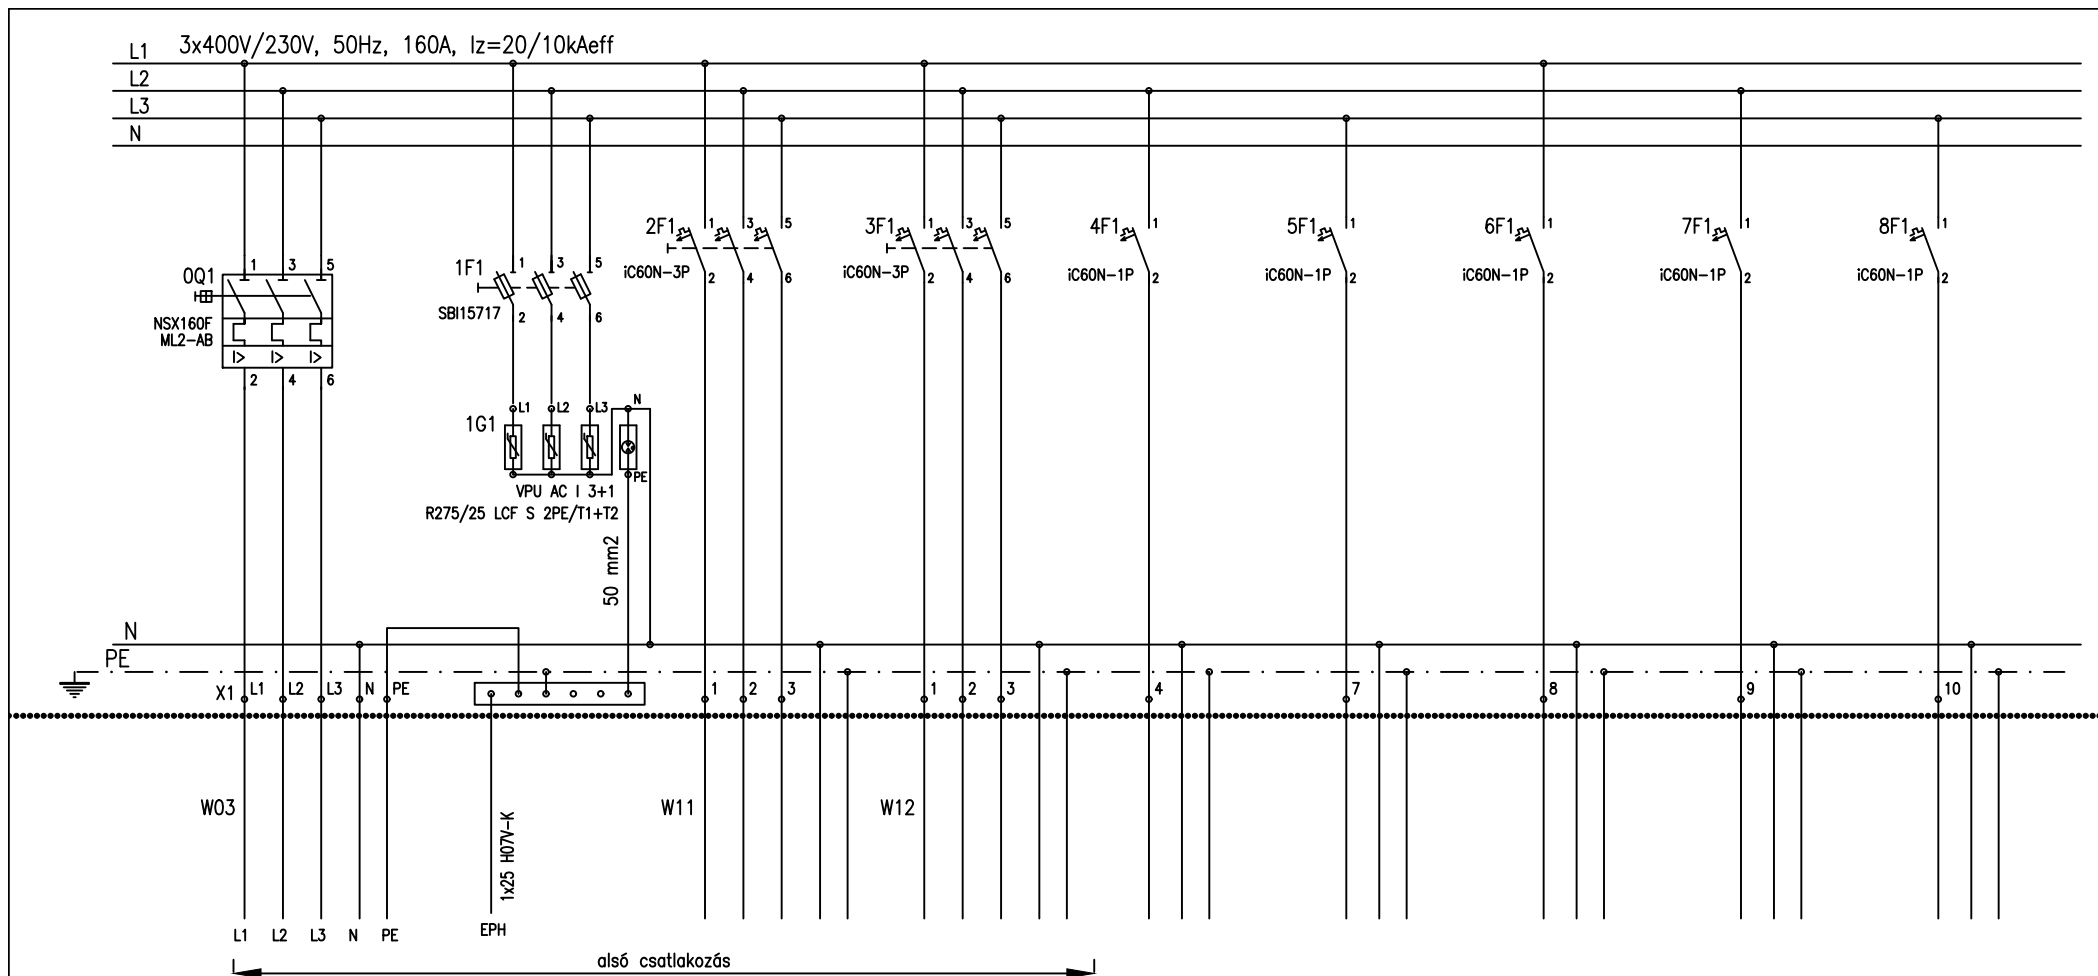 L1 3x400V/230V, 50Hz, 160A, Iz=20/10kAeff
L2
L3
N
1 3 5
0Q1
NSX160F
ML2-AB
I> I> I>
2 4 6
1 3 5
1F1
SBI15717
2 4 6
L1 L2 L3 N
1G1
PE
VPU AC I 3+1
R275/25 LCF S 2PE/T1+T2
50 mm2
2F1 1 3 5
iC60N-3P
2 4 6
3F1 1 3 5
iC60N-3P
2 4 6
4F1 1
iC60N-1P 2
5F1 1
iC60N-1P 2
6F1 1
iC60N-1P 2
7F1 1
iC60N-1P 2
8F1 1
iC60N-1P 2
N
PE
X1 L1 L2 L3 N PE 1 2 3 1 2 3 4 7 8 9 10
W03
1x25 H07V-K
W11
W12
L1 L2 L3 N PE
EPH
alsó csatlakozás